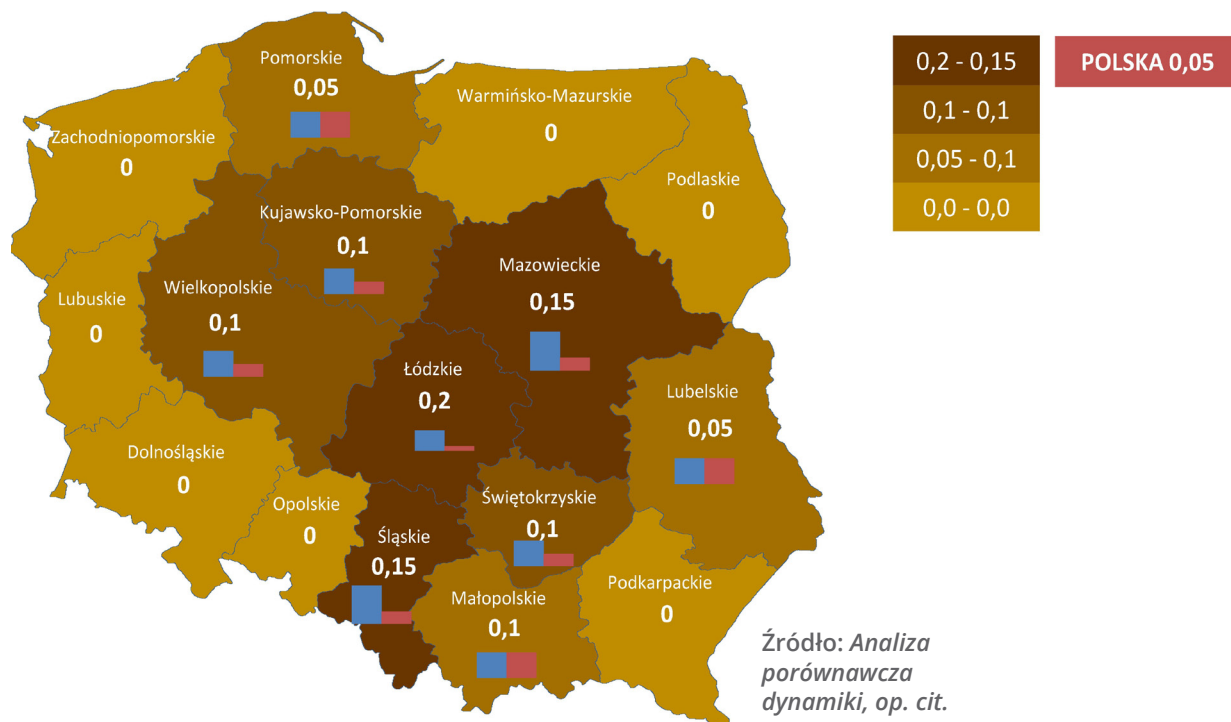 Pomorskie
0,05
Warmińsko-Mazurskie
0
Zachodniopomorskie
0
Podlaskie
0
Kujawsko-Pomorskie
0,1
Mazowieckie
0,15
Wielkopolskie
0,1
Lubuskie
0
Łódzkie
0,2
Lubelskie
0,05
Dolnośląskie
0
Opolskie
0
Świętokrzyskie
0,1
Śląskie
0,15
Małopolskie
0,1
Podkarpackie
0
0,2 - 0,15
0,1 - 0,1
0,05 - 0,1
0,0 - 0,0
POLSKA 0,05
Źródło: Analiza
porównawcza
dynamiki, op. cit.